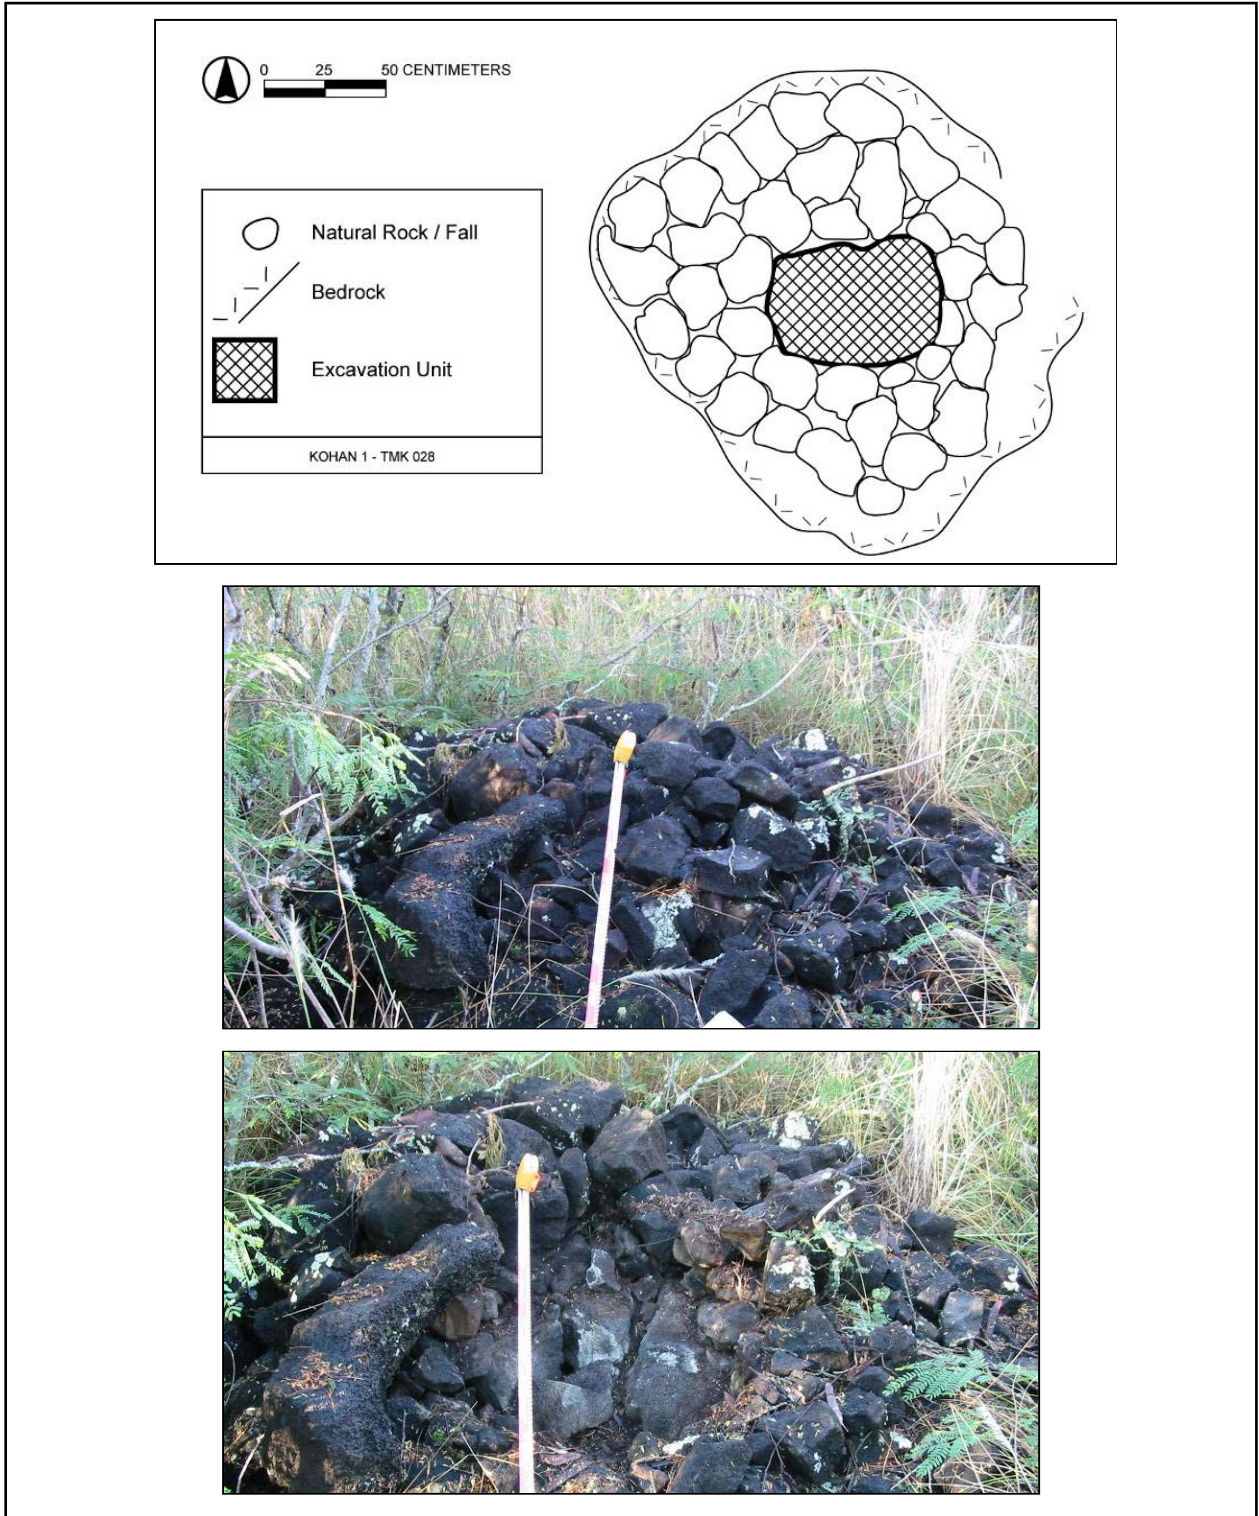 0 25 50 CENTIMETERS
Natural Rock / Fall
Bedrock
Excavation Unit
KOHAN 1 - TMK 028